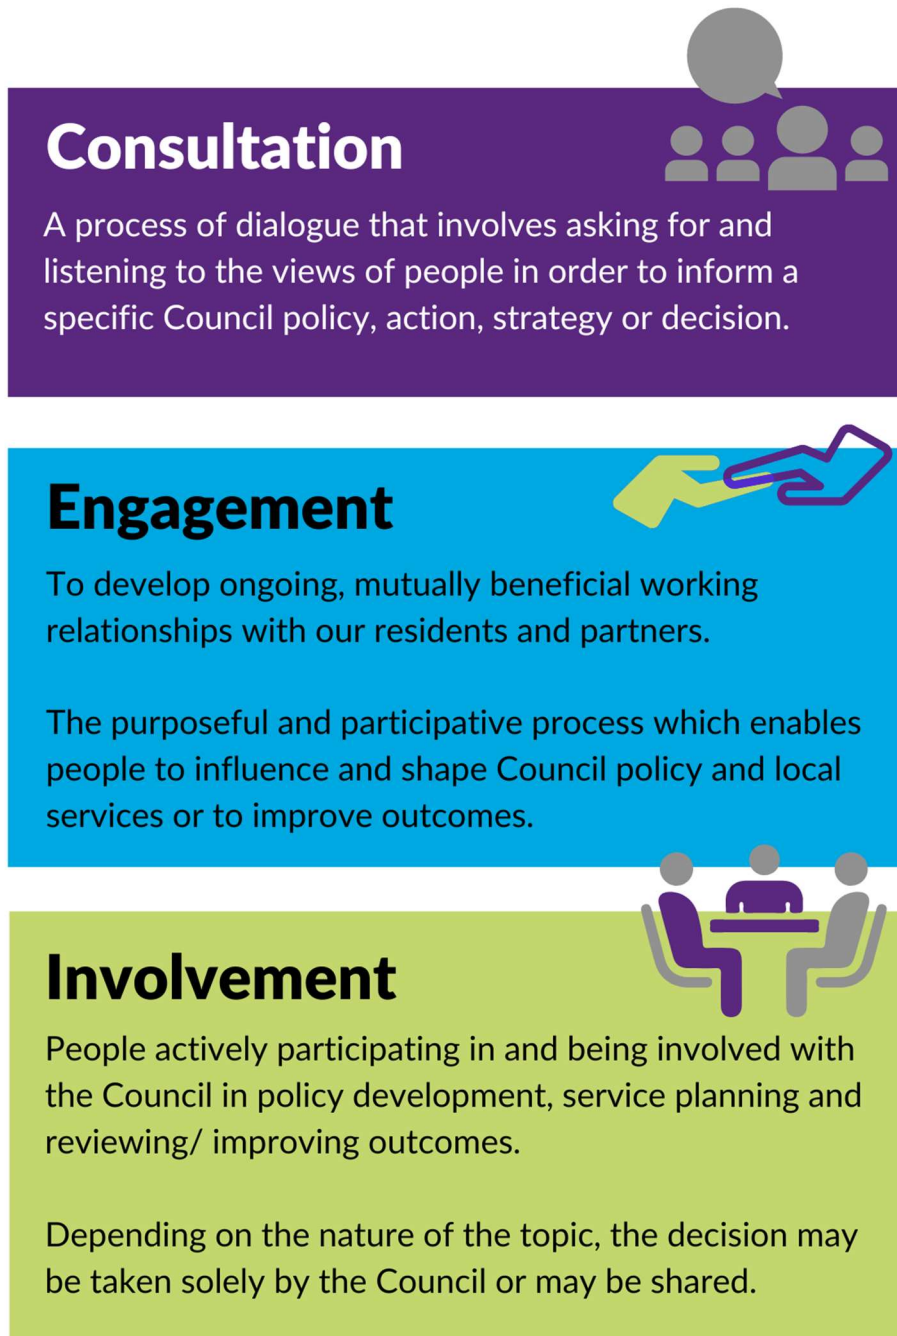 Consultation
A process of dialogue that involves asking for and
listening to the views of people in order to inform a
specific Council policy, action, strategy or decision.
Engagement
To develop ongoing, mutually beneficial working
relationships with our residents and partners.
The purposeful and participative process which enables
people to influence and shape Council policy and local
services or to improve outcomes.
Involvement
People actively participating in and being involved with
the Council in policy development, service planning and
reviewing/ improving outcomes.
Depending on the nature of the topic, the decision may
be taken solely by the Council or may be shared.